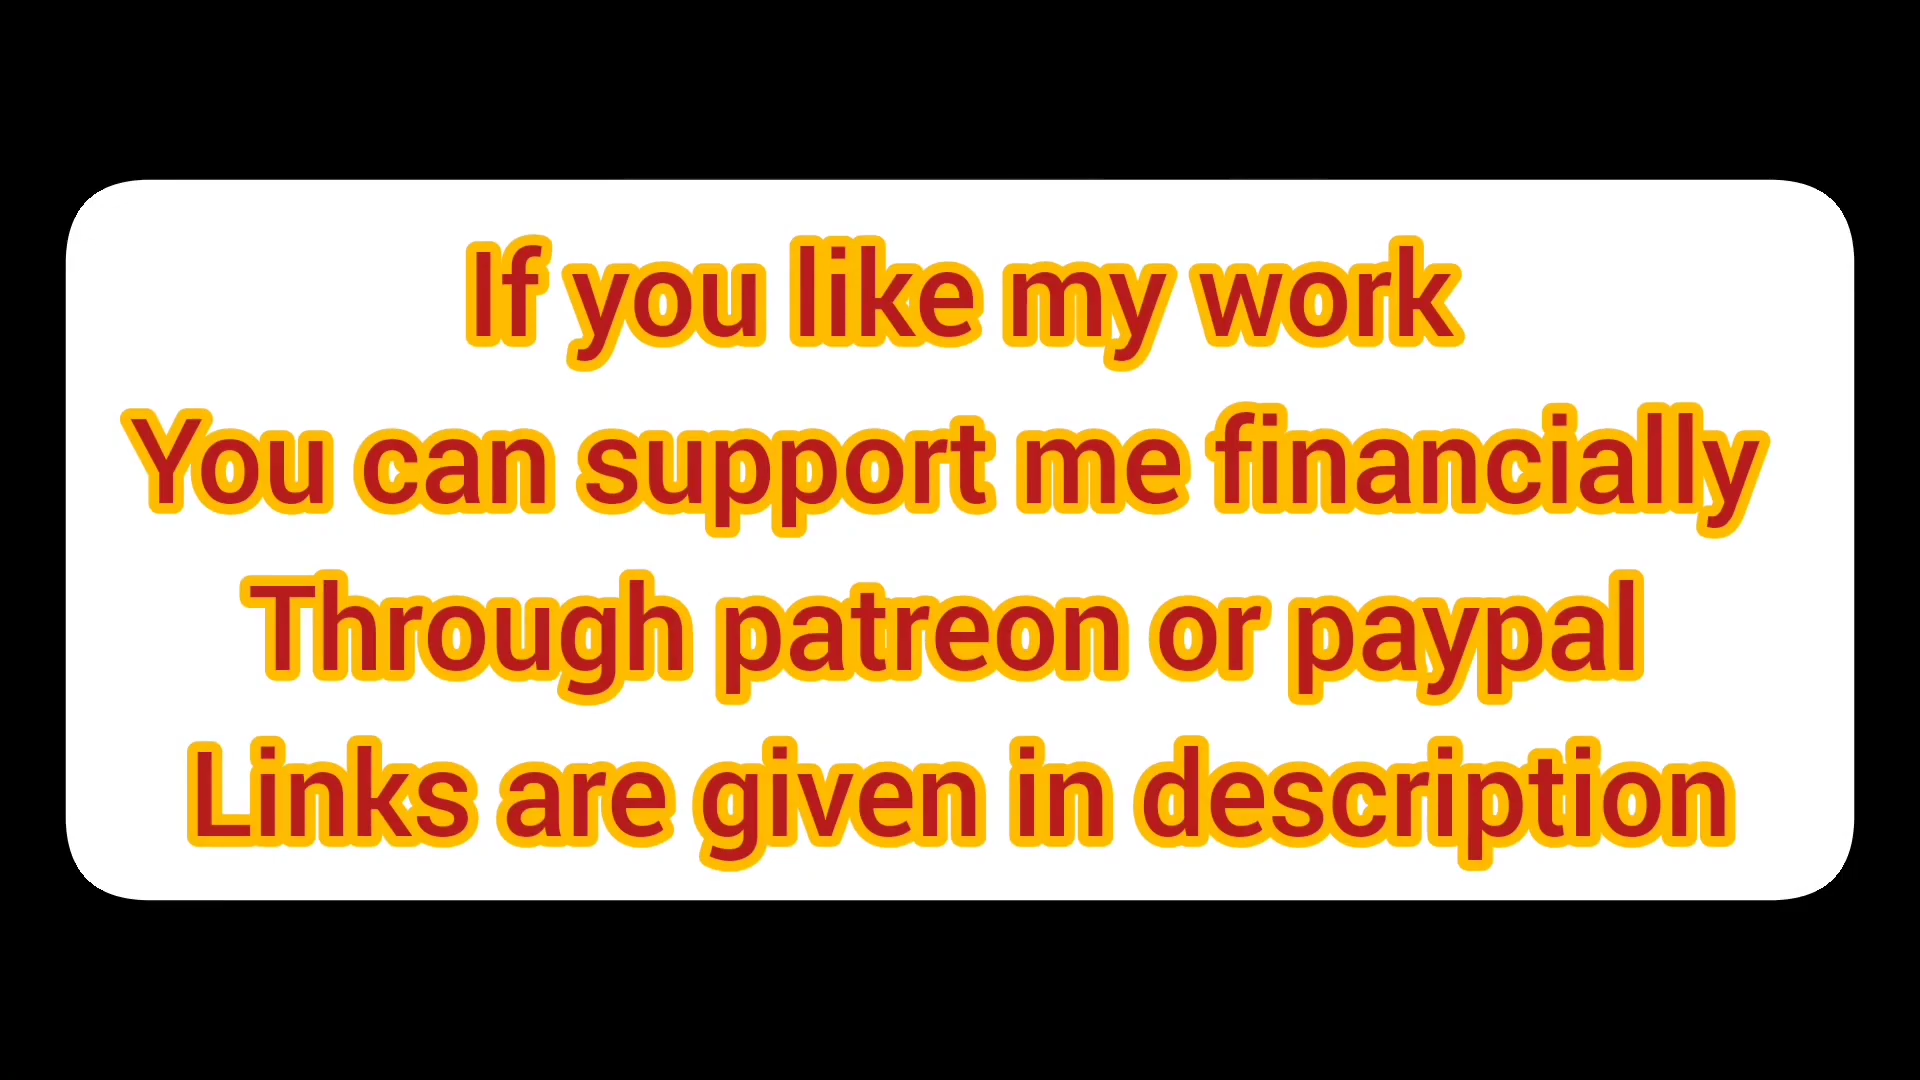 If you like my work
You can support me financially
Through patreon or paypal
Links are given in description